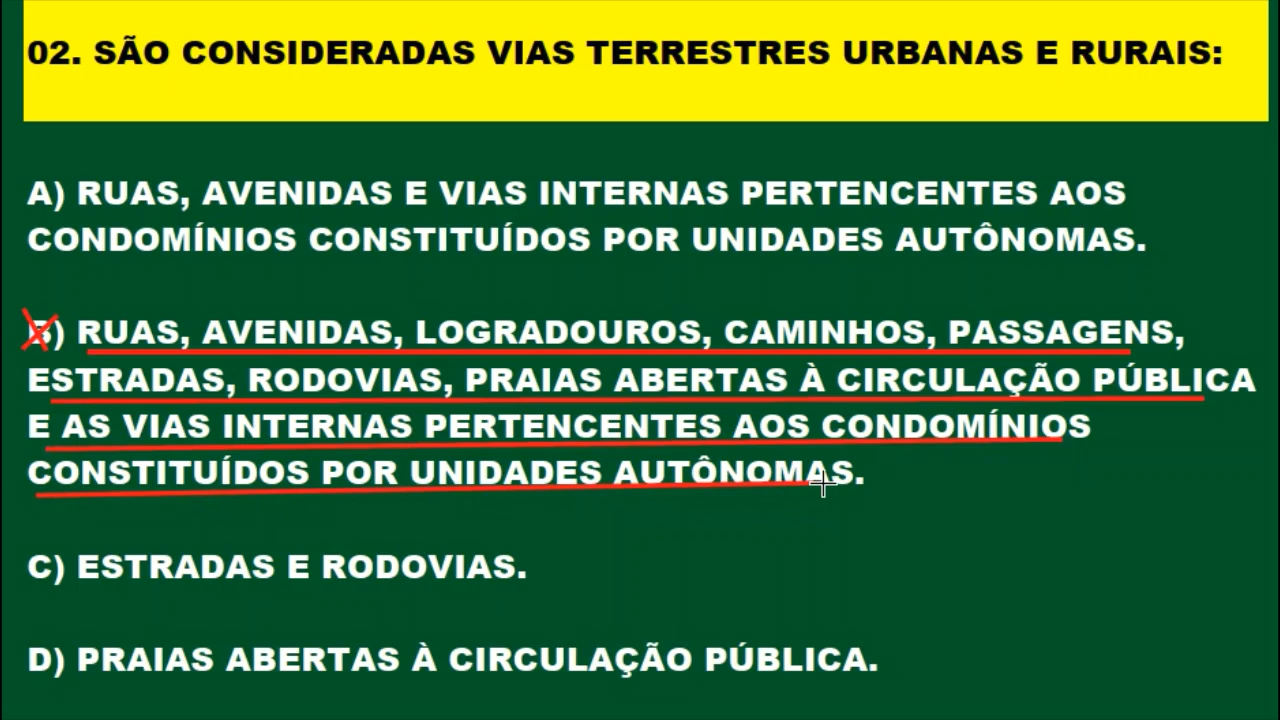 02. SÃO CONSIDERADAS VIAS TERRESTRES URBANAS E RURAIS:
A) RUAS, AVENIDAS E VIAS INTERNAS PERTENCENTES AOS
CONDOMÍNIOS CONSTITUÍDOS POR UNIDADES AUTÔNOMAS.
B) RUAS, AVENIDAS, LOGRADOUROS, CAMINHOS, PASSAGENS,
ESTRADAS, RODOVIAS, PRAIAS ABERTAS À CIRCULAÇÃO PÚBLICA
E AS VIAS INTERNAS PERTENCENTES AOS CONDOMÍNIOS
CONSTITUÍDOS POR UNIDADES AUTÔNOMAS.
C) ESTRADAS E RODOVIAS.
D) PRAIAS ABERTAS À CIRCULAÇÃO PÚBLICA.